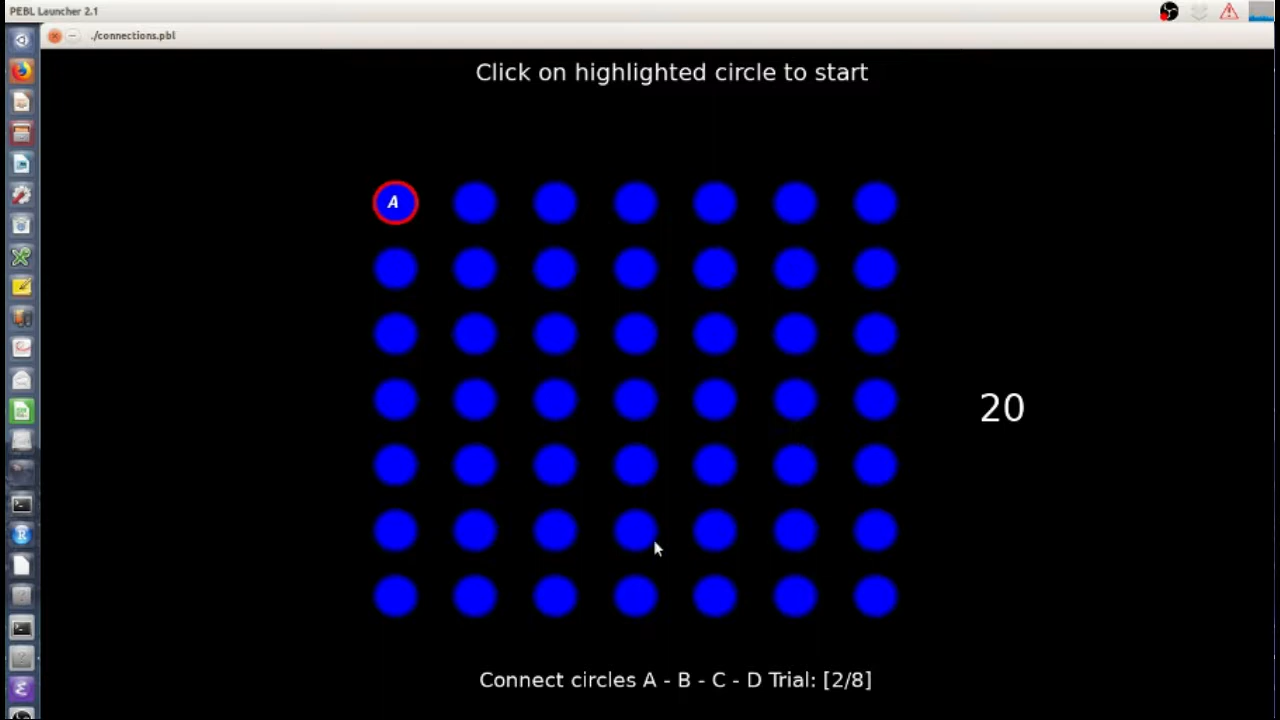 PEBL Launcher 2.1
./connections.pbl
Click on highlighted circle to start
A
20
Connect circles A - B - C - D Trial: [2/8]